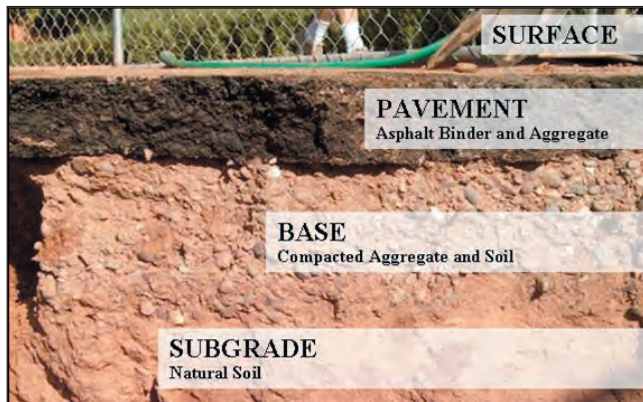 SURFACE
PAVEMENT
Asphalt Binder and Aggregate
BASE
Compacted Aggregate and Soil
SUBGRADE
Natural Soil